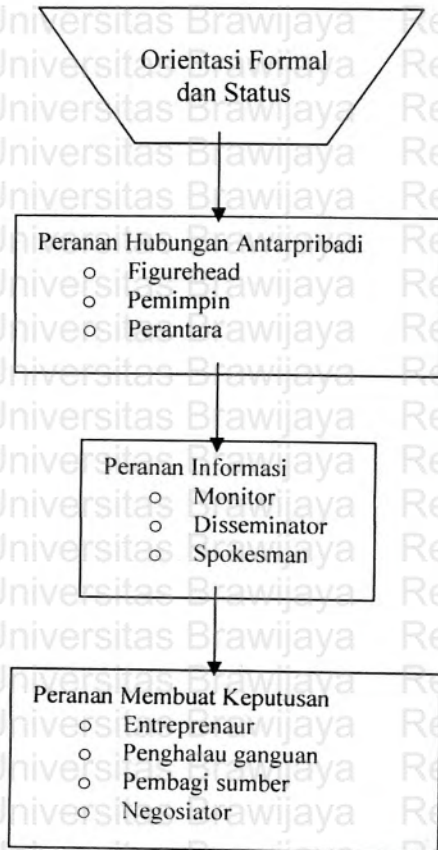 Orientasi Formal
dan Status
Peranan Hubungan Antarpribadi
o Figurehead
o Pemimpin
o Perantara
Peranan Informasi
o Monitor
o Disseminator
o Spokesman
Peranan Membuat Keputusan
o Entreprenaur
o Penghalau ganguan
o Pembagi sumber
o Negosiator